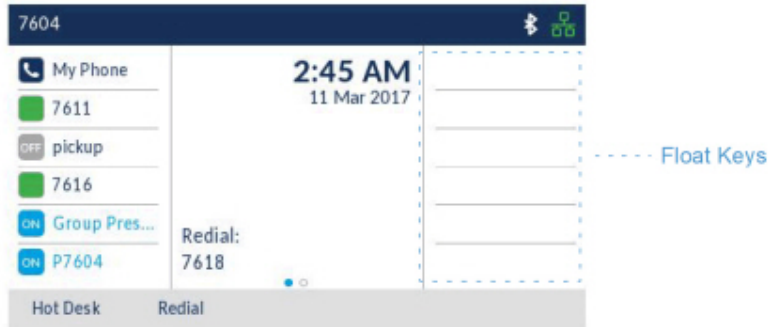 7604
My Phone
7611
OFF pickup
7616
ON Group Pres...
ON P7604
2:45 AM
11 Mar 2017
Redial:
7618
Float Keys
Hot Desk Redial